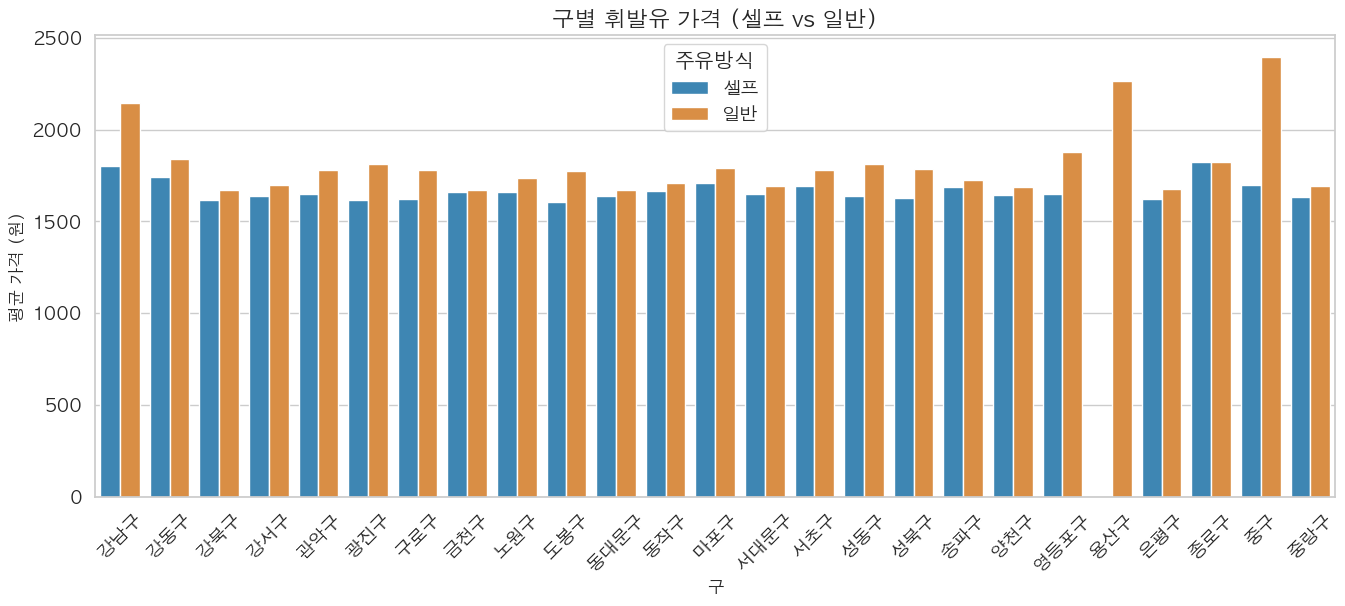 구별 휘발유 가격 (셀프 vs 일반)
주유방식
셀프
일반
평균 가격 (원)
2500
2000
1500
1000
500
0
강남구
강동구
강북구
강서구
관악구
광진구
구로구
금천구
노원구
도봉구
동대문구
동작구
마포구
서대문구
서초구
성동구
성북구
송파구
양천구
영등포구
용산구
은평구
종로구
중구
중랑구
구